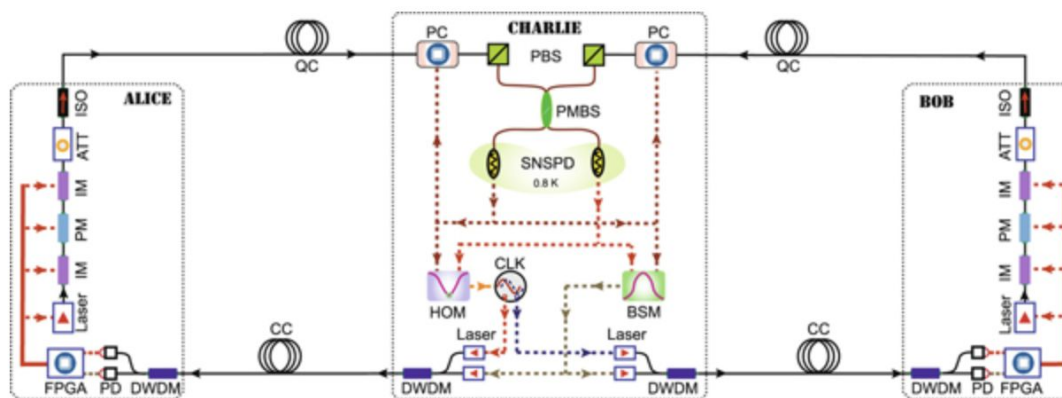 PC
CHARLIE
PC
QC
PBS
QC
ALICE
BOB
ISO
ISO
PMBS
ATT
ATT
SNSPD
0.8 K
IM
IM
PM
PM
IM
CLK
IM
Laser
HOM
BSM
Laser
CC
Laser
Laser
CC
FPGA
PD
DWDM
DWDM
DWDM
DWDM
PD
FPGA